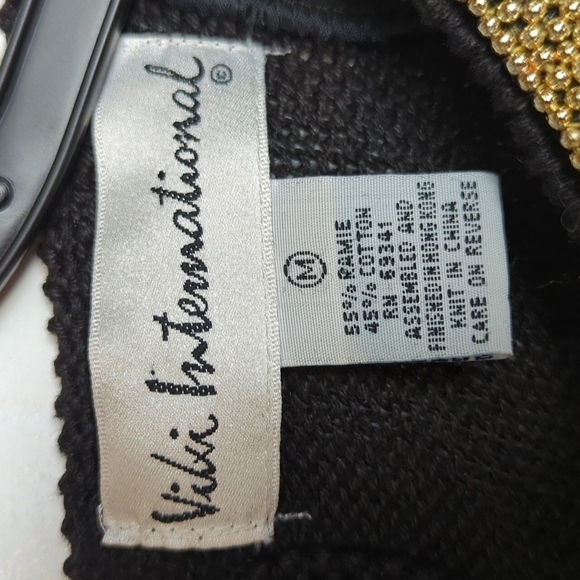 Viki International ©
M
55% RAMIE
45% COTTON
RN 69341
ASSEMBLED AND
FINISHED IN HONG KONG
KNIT IN CHINA
CARE ON REVERSE